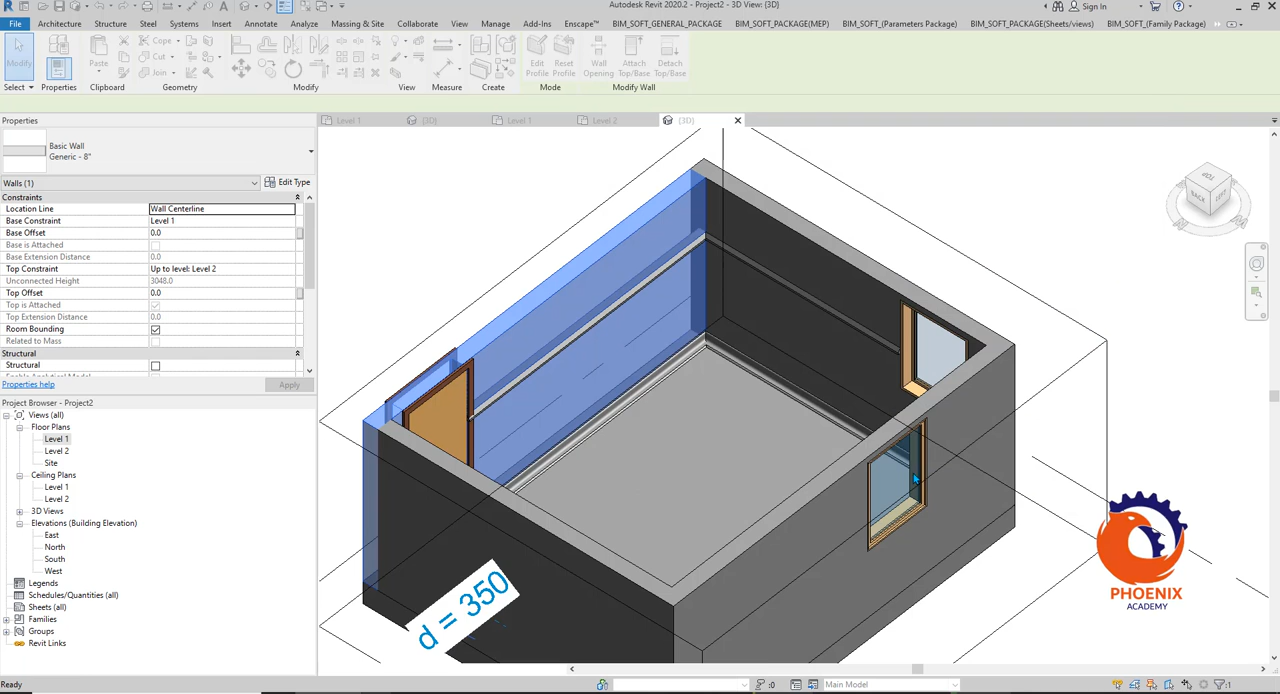 Autodesk Revit 2020.2 - Project2 - 3D View: {3D}
Sign In
File
Architecture
Structure
Steel
Systems
Insert
Annotate
Analyze
Massing & Site
Collaborate
View
Manage
Add-Ins
Enscape™
BIM_SOFT_GENERAL_PACKAGE
BIM_SOFT_PACKAGE(MEP)
BIM_SOFT_(Parameters Package)
BIM_SOFT_PACKAGE(Sheets/views)
BIM_SOFT_(Family Package)
Modify
Paste
Cope
Cut
Join
Edit Profile
Reset Profile
Wall Opening
Attach Top/Base
Detach Top/Base
Select
Properties
Clipboard
Geometry
Modify
View
Measure
Create
Mode
Modify Wall
Properties
Level 1
{3D}
Level 1
Level 2
{3D}
Basic Wall
Generic - 8"
Walls (1)
Edit Type
Constraints
Location Line Wall Centerline
Base Constraint Level 1
Base Offset 0.0
Base is Attached
Base Extension Distance 0.0
Top Constraint Up to level: Level 2
Unconnected Height 3048.0
Top Offset 0.0
Top is Attached
Top Extension Distance 0.0
Room Bounding
Related to Mass
Structural
Structural
Properties help
Apply
Project Browser - Project2
Views (all)
Floor Plans
Level 1
Level 2
Site
Ceiling Plans
Level 1
Level 2
3D Views
Elevations (Building Elevation)
East
North
South
West
Legends
Schedules/Quantities (all)
Sheets (all)
Families
Groups
Revit Links
TOP
BACK
LEFT
d = 350
PHOENIX
ACADEMY
Ready
:0
Main Model
:1